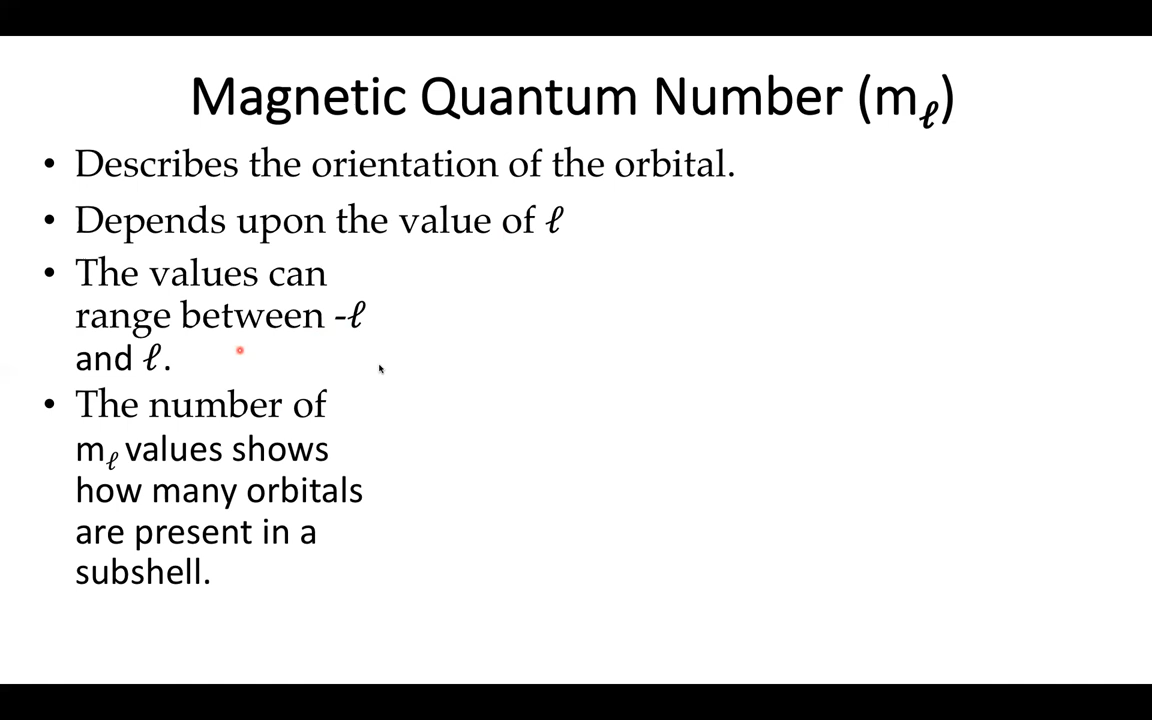 Magnetic Quantum Number (mℓ)
• Describes the orientation of the orbital.
• Depends upon the value of ℓ
• The values can
range between -ℓ
and ℓ.
• The number of
mℓ values shows
how many orbitals
are present in a
subshell.